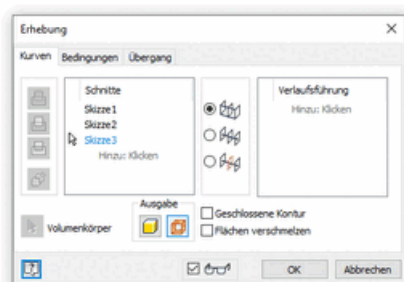 Erhebung
Kurven Bedingungen Übergang
Schnitte
Skizze1
Skizze2
Skizze3
Hinzu: Klicken
Verlaufsführung
Hinzu: Klicken
Ausgabe
Volumenkörper
Geschlossene Kontur
Flächen verschmelzen
OK Abbrechen